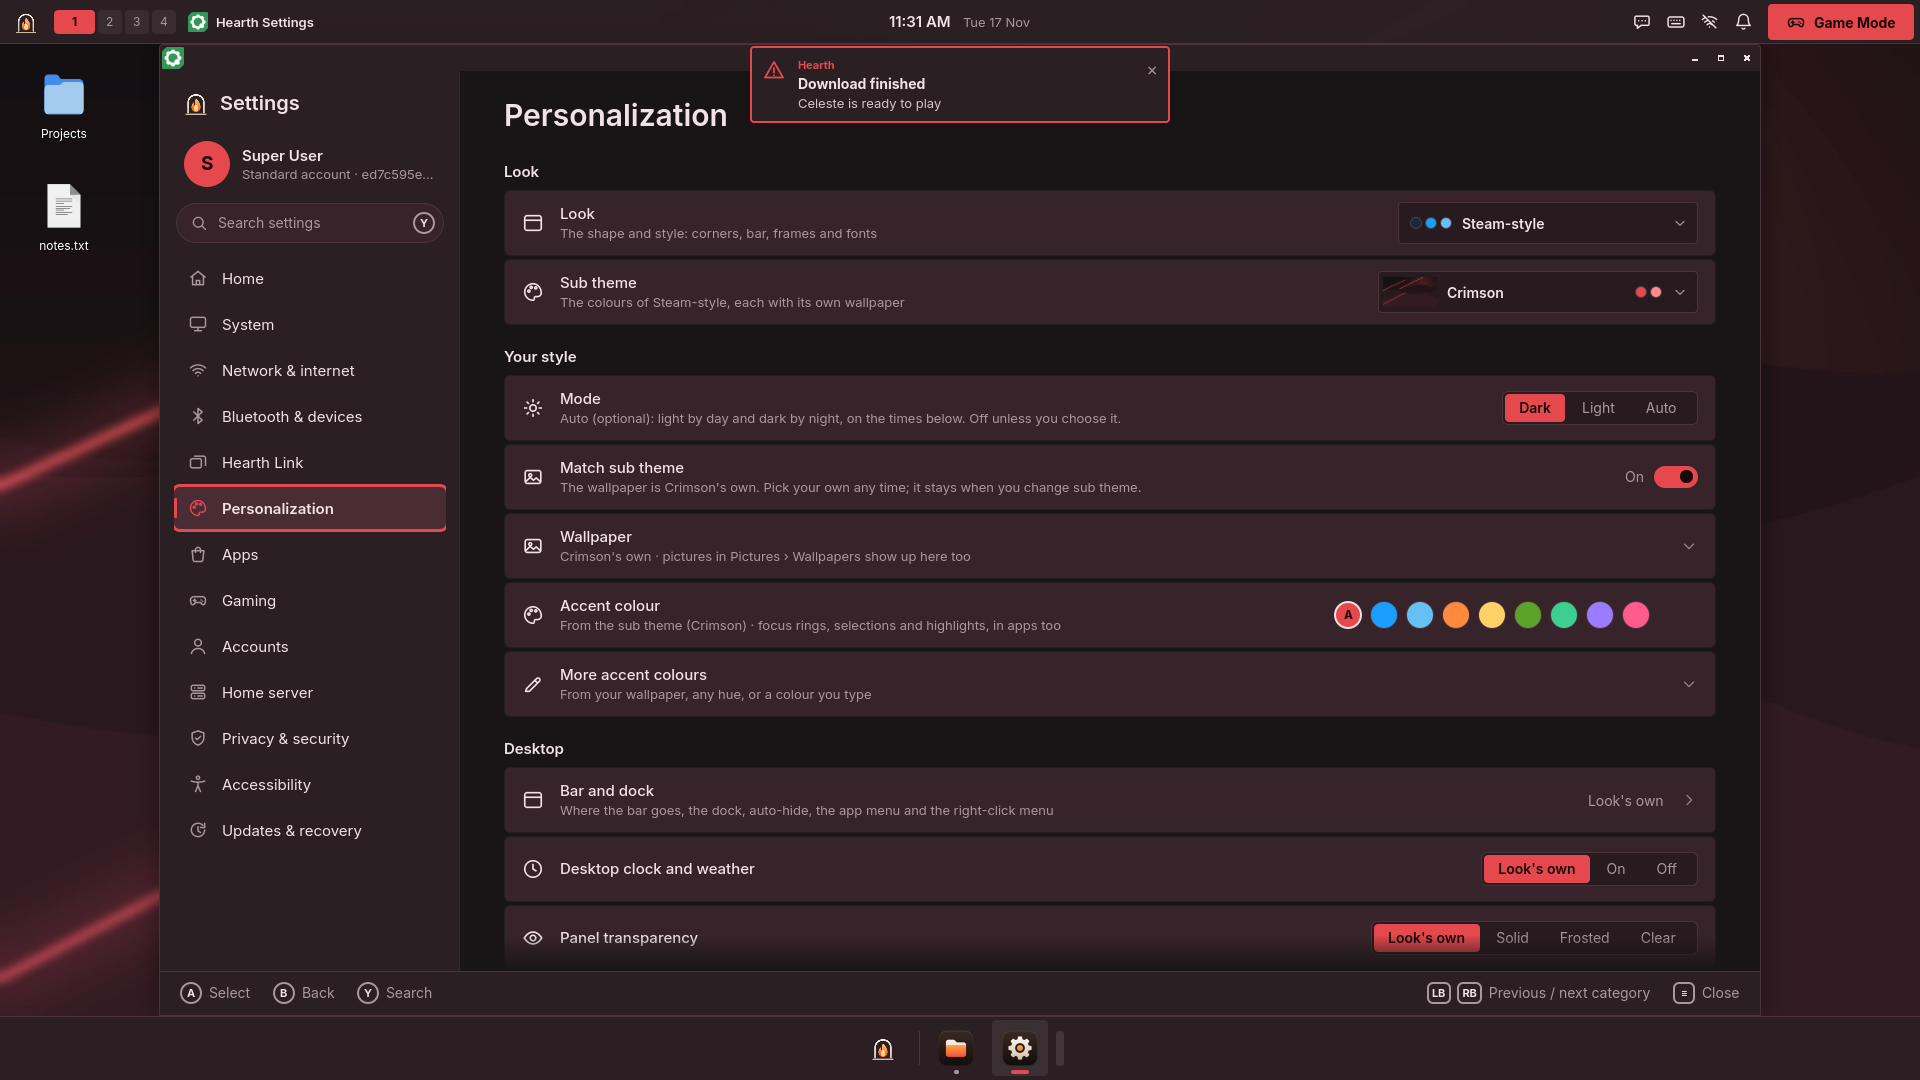 1 2 3 4 Hearth Settings
11:31 AM Tue 17 Nov
Game Mode
Projects
notes.txt
Hearth
Download finished
Celeste is ready to play
Settings
S
Super User
Standard account · ed7c595e...
Search settings Y
Home
System
Network & internet
Bluetooth & devices
Hearth Link
Personalization
Apps
Gaming
Accounts
Home server
Privacy & security
Accessibility
Updates & recovery
Personalization
Look
Look
The shape and style: corners, bar, frames and fonts
Steam-style
Sub theme
The colours of Steam-style, each with its own wallpaper
Crimson
Your style
Mode
Auto (optional): light by day and dark by night, on the times below. Off unless you choose it.
Dark Light Auto
Match sub theme
The wallpaper is Crimson's own. Pick your own any time; it stays when you change sub theme.
On
Wallpaper
Crimson's own · pictures in Pictures › Wallpapers show up here too
Accent colour
From the sub theme (Crimson) · focus rings, selections and highlights, in apps too
A
More accent colours
From your wallpaper, any hue, or a colour you type
Desktop
Bar and dock
Where the bar goes, the dock, auto-hide, the app menu and the right-click menu
Look's own
Desktop clock and weather
Look's own On Off
Panel transparency
Look's own Solid Frosted Clear
A Select B Back Y Search
LB RB Previous / next category Close